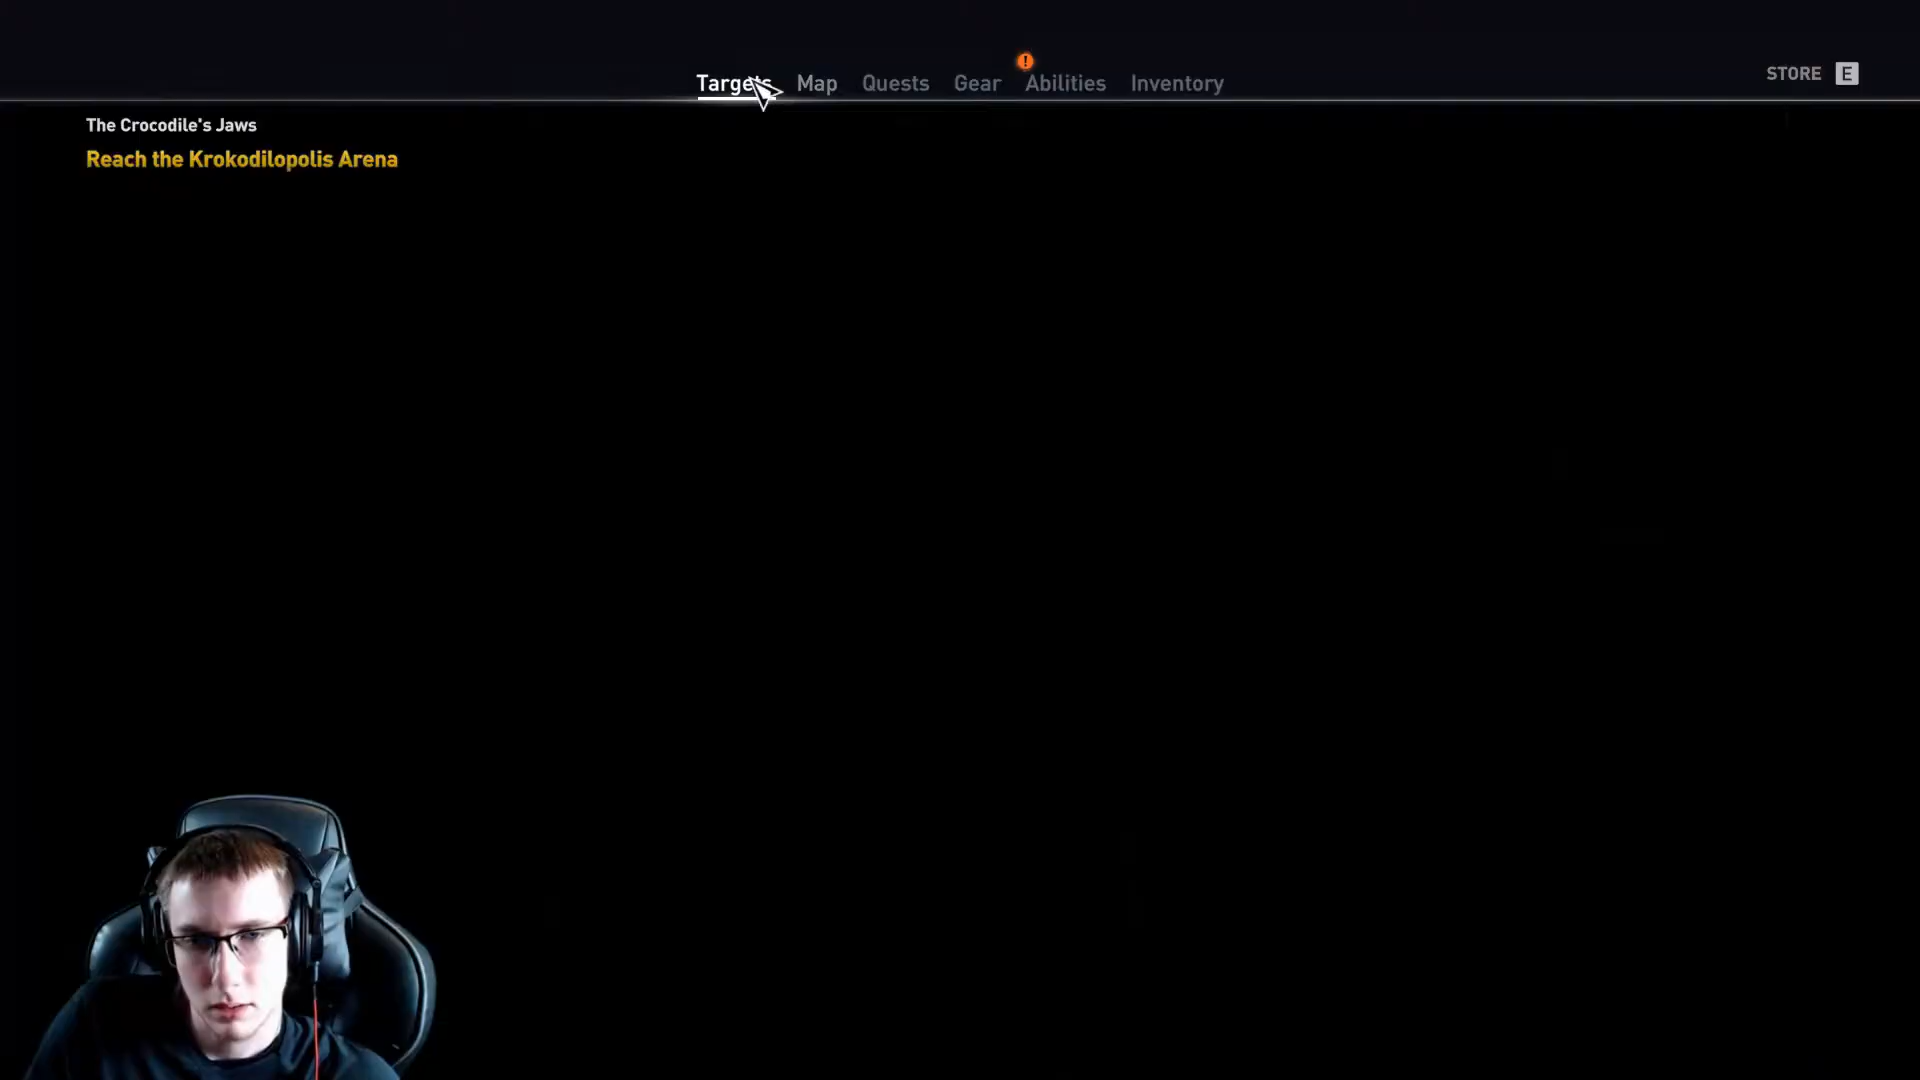 !
Targets Map Quests Gear Abilities Inventory
STORE E
The Crocodile's Jaws
Reach the Krokodilopolis Arena